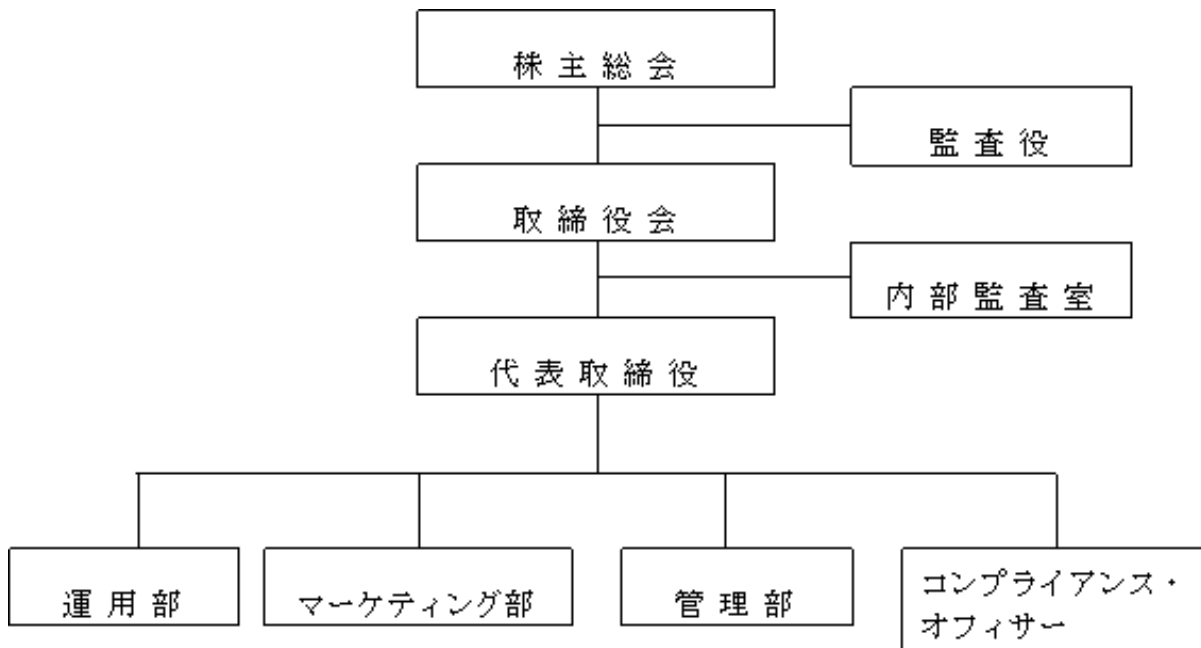 株主総会
監査役
取締役会
内部監査室
代表取締役
運用部
マーケティング部
管理部
コンプライアンス・
オフィサー